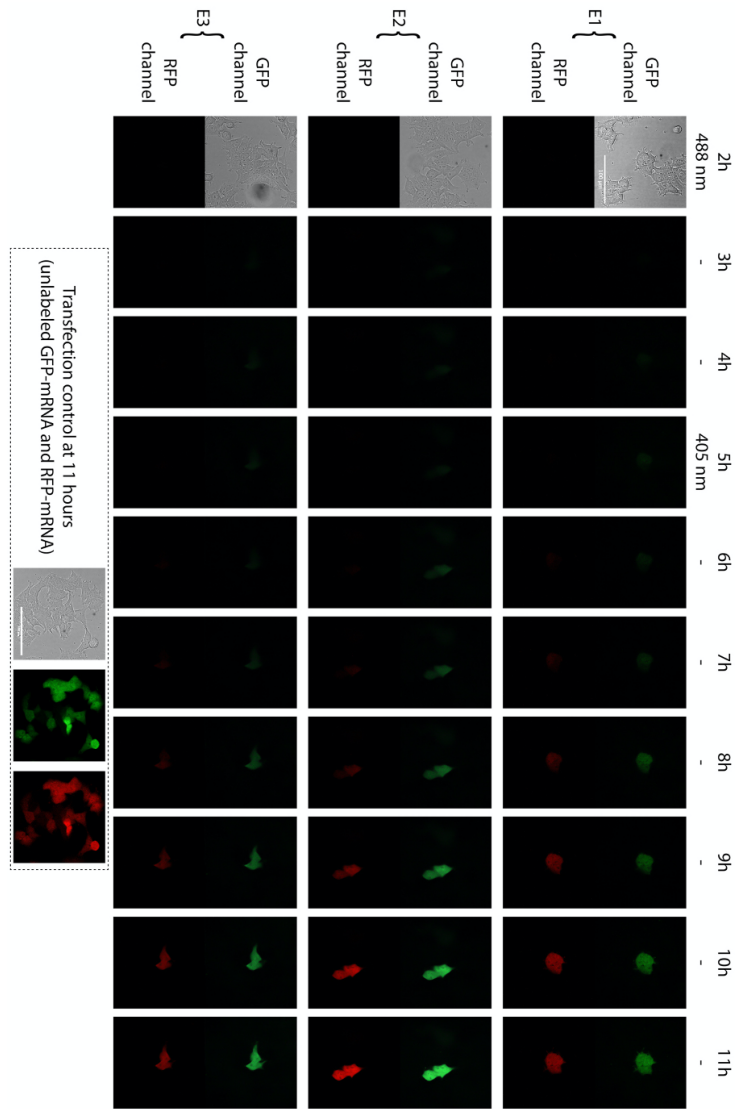 2h 3h 4h 5h 6h 7h 8h 9h 10h 11h
488 nm - - 405 nm - - - - - -
E1
GFP
channel
RFP
channel
E2
GFP
channel
RFP
channel
E3
GFP
channel
RFP
channel
Transfection control at 11 hours
(unlabeled GFP-mRNA and RFP-mRNA)